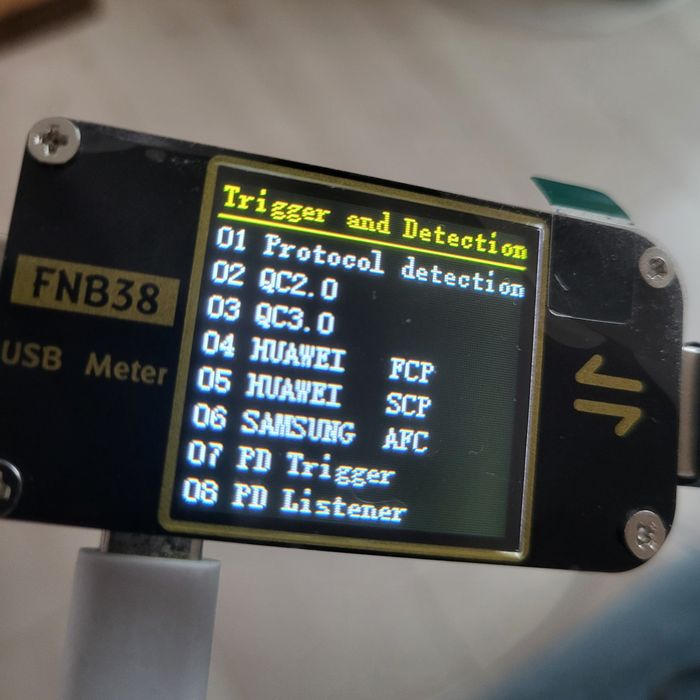 FNB38
USB Meter
Trigger and Detection
01 Protocol detection
02 QC2.0
03 QC3.0
04 HUAWEI FCP
05 HUAWEI SCP
06 SAMSUNG AFC
07 PD Trigger
08 PD Listener